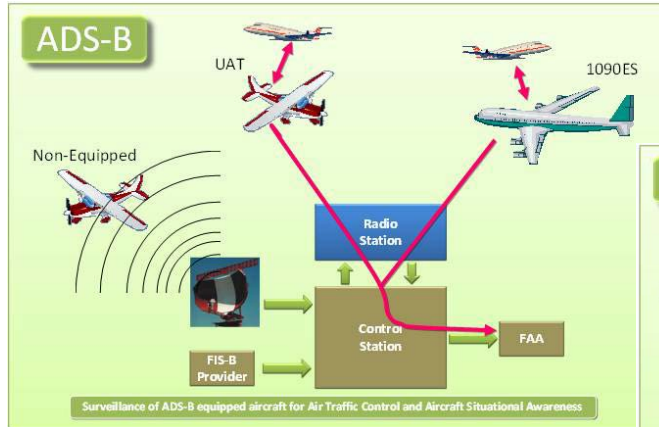 ADS-B
UAT
1090ES
Non-Equipped
Radio
Station
Control
Station
FAA
FIS-B
Provider
Surveillance of ADS-B equipped aircraft for Air Traffic Control and Aircraft Situational Awareness